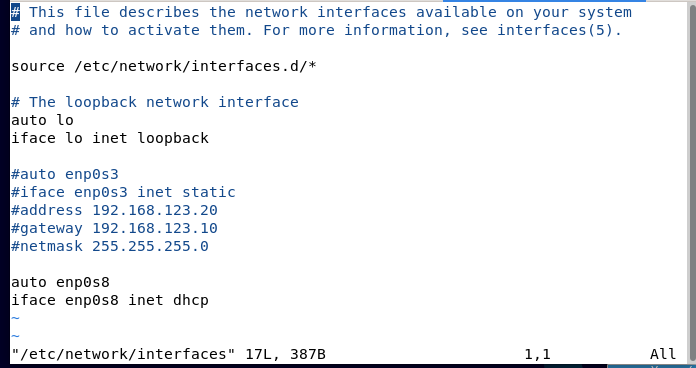 # This file describes the network interfaces available on your system
# and how to activate them. For more information, see interfaces(5).
source /etc/network/interfaces.d/*
# The loopback network interface
auto lo
iface lo inet loopback
#auto enp0s3
#iface enp0s3 inet static
#address 192.168.123.20
#gateway 192.168.123.10
#netmask 255.255.255.0
auto enp0s8
iface enp0s8 inet dhcp
~
~
"/etc/network/interfaces" 17L, 387B 1,1 All